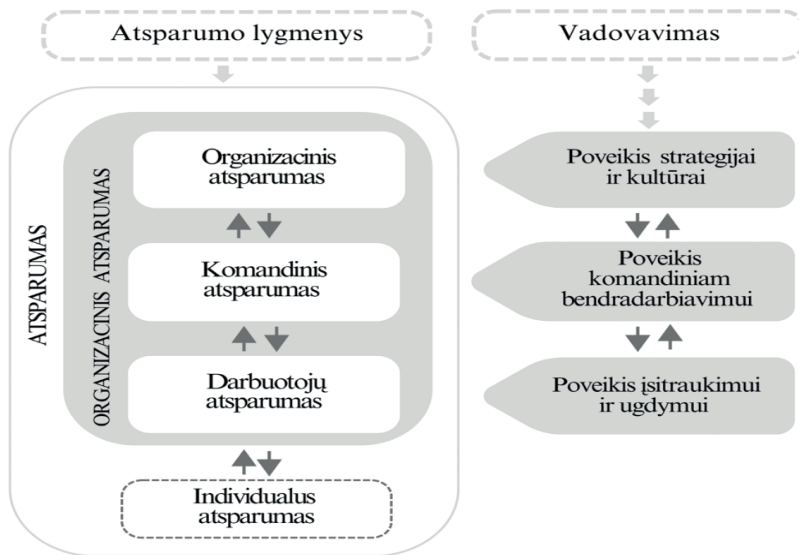 Atsparumo lygmenys
Vadovavimas
ATSPARUMAS
ORGANIZACINIS ATSPARUMAS
Organizacinis
atsparumas
Komandinis
atsparumas
Darbuotojų
atsparumas
Individualus
atsparumas
Poveikis strategijai
ir kultūrai
Poveikis
komandiniam
bendradarbiavimui
Poveikis įsitraukimui
ir ugdymui